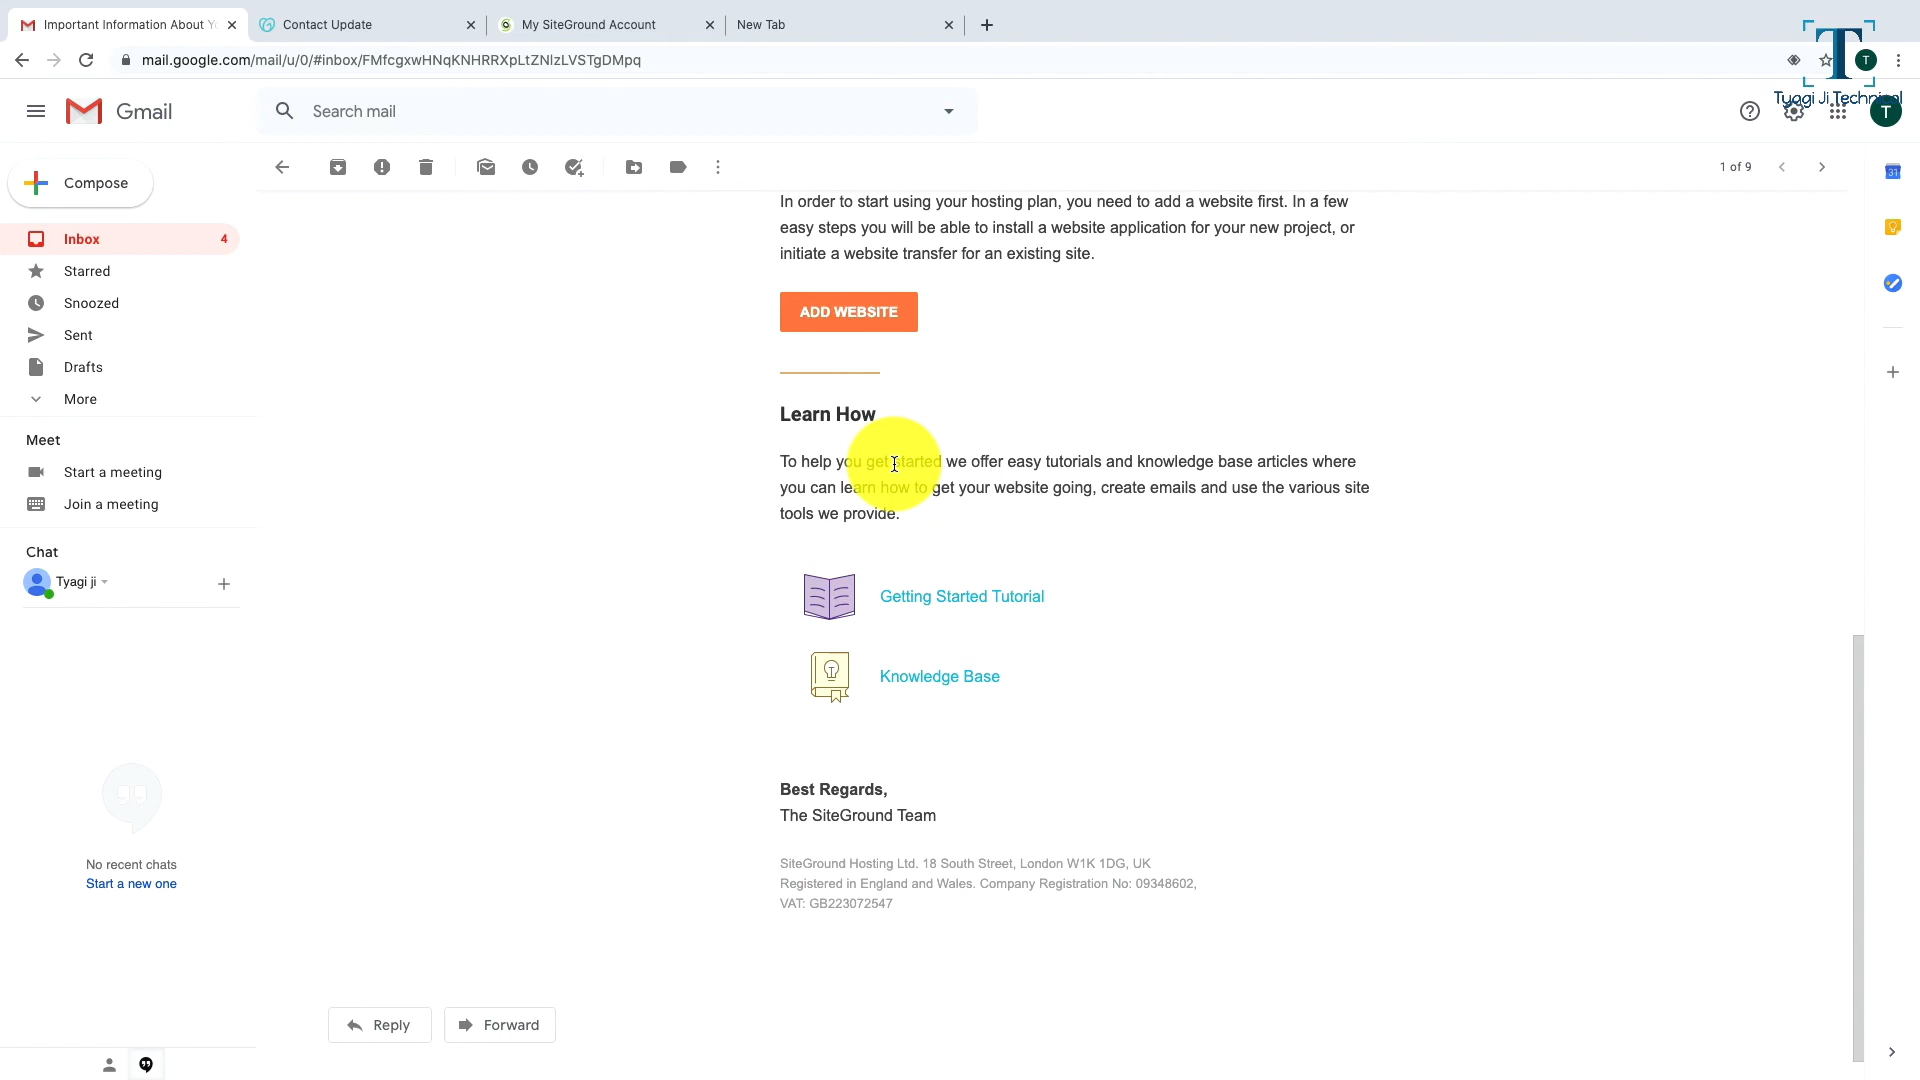 Important Information About Y
Contact Update
My SiteGround Account
New Tab
mail.google.com/mail/u/0/#inbox/FMfcgxwHNqKNHRRXpLtZNlzLVSTgDMpq
T
T
Tyagi Ji Technical
Gmail
Search mail
T
Compose
1 of 9
31
Inbox 4
Starred
Snoozed
Sent
Drafts
More
Meet
Start a meeting
Join a meeting
Chat
Tyagi ji
No recent chats
Start a new one
In order to start using your hosting plan, you need to add a website first. In a few
easy steps you will be able to install a website application for your new project, or
initiate a website transfer for an existing site.
ADD WEBSITE
Learn How
To help you get started we offer easy tutorials and knowledge base articles where
you can learn how to get your website going, create emails and use the various site
tools we provide.
Getting Started Tutorial
Knowledge Base
Best Regards,
The SiteGround Team
SiteGround Hosting Ltd. 18 South Street, London W1K 1DG, UK
Registered in England and Wales. Company Registration No: 09348602,
VAT: GB223072547
Reply
Forward